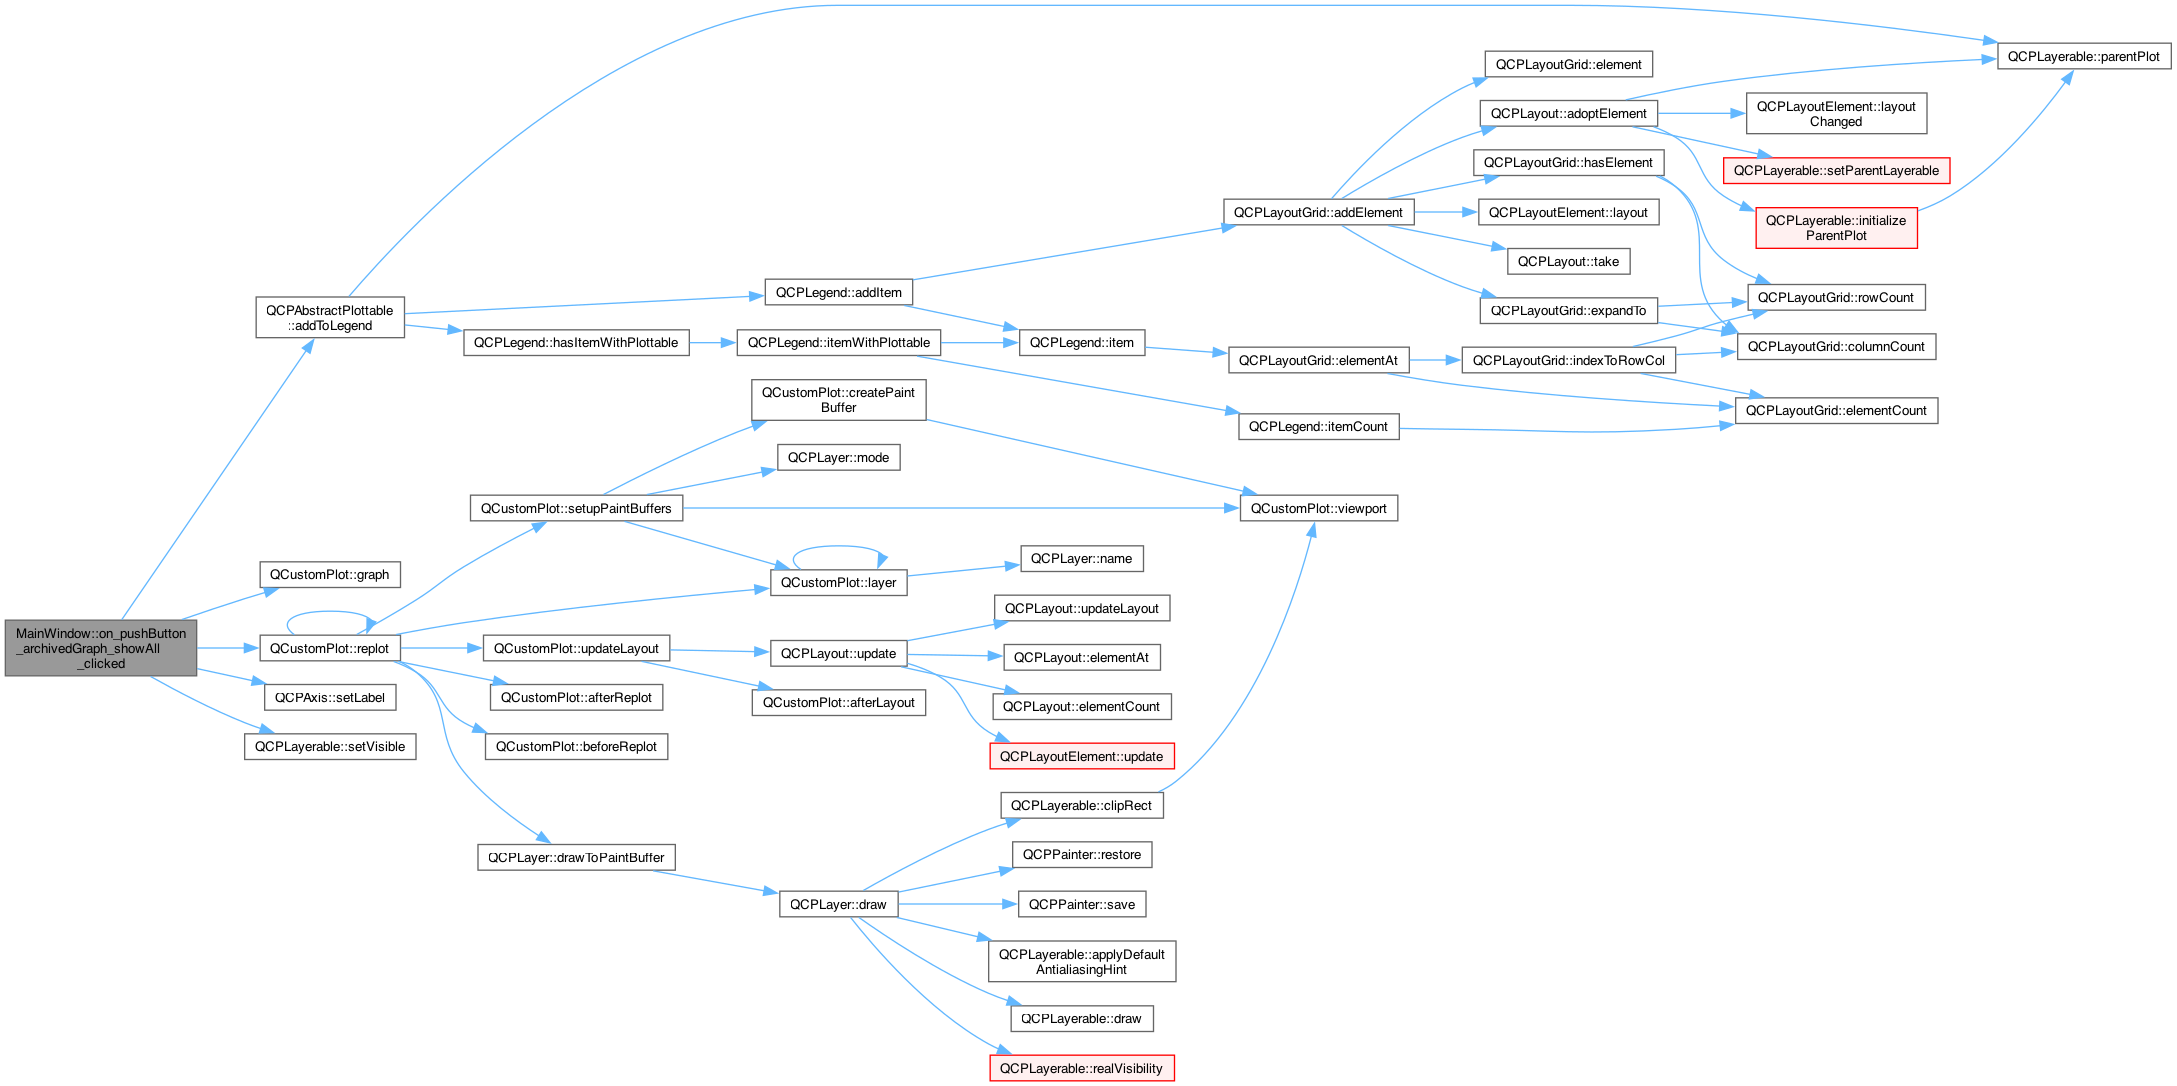 MainWindow::on_pushButton
_archivedGraph_showAll
_clicked
QCPAbstractPlottable
::addToLegend
QCustomPlot::graph
QCustomPlot::replot
QCPAxis::setLabel
QCPLayerable::setVisible
QCPLegend::hasItemWithPlottable
QCustomPlot::setupPaintBuffers
QCustomPlot::updateLayout
QCustomPlot::afterReplot
QCustomPlot::beforeReplot
QCPLayer::drawToPaintBuffer
QCPLegend::addItem
QCPLegend::itemWithPlottable
QCustomPlot::createPaint
Buffer
QCPLayer::mode
QCustomPlot::layer
QCPLayout::update
QCustomPlot::afterLayout
QCPLayer::draw
QCPLegend::item
QCPLayer::name
QCPLayout::updateLayout
QCPLayout::elementAt
QCPLayout::elementCount
QCPLayoutElement::update
QCPLayerable::clipRect
QCPPainter::restore
QCPPainter::save
QCPLayerable::applyDefault
AntialiasingHint
QCPLayerable::draw
QCPLayerable::realVisibility
QCPLayoutGrid::addElement
QCPLayoutGrid::elementAt
QCPLegend::itemCount
QCustomPlot::viewport
QCPLayoutGrid::element
QCPLayout::adoptElement
QCPLayoutGrid::hasElement
QCPLayoutElement::layout
QCPLayout::take
QCPLayoutGrid::expandTo
QCPLayoutGrid::indexToRowCol
QCPLayoutElement::layout
Changed
QCPLayerable::setParentLayerable
QCPLayerable::initialize
ParentPlot
QCPLayoutGrid::rowCount
QCPLayoutGrid::columnCount
QCPLayoutGrid::elementCount
QCPLayerable::parentPlot